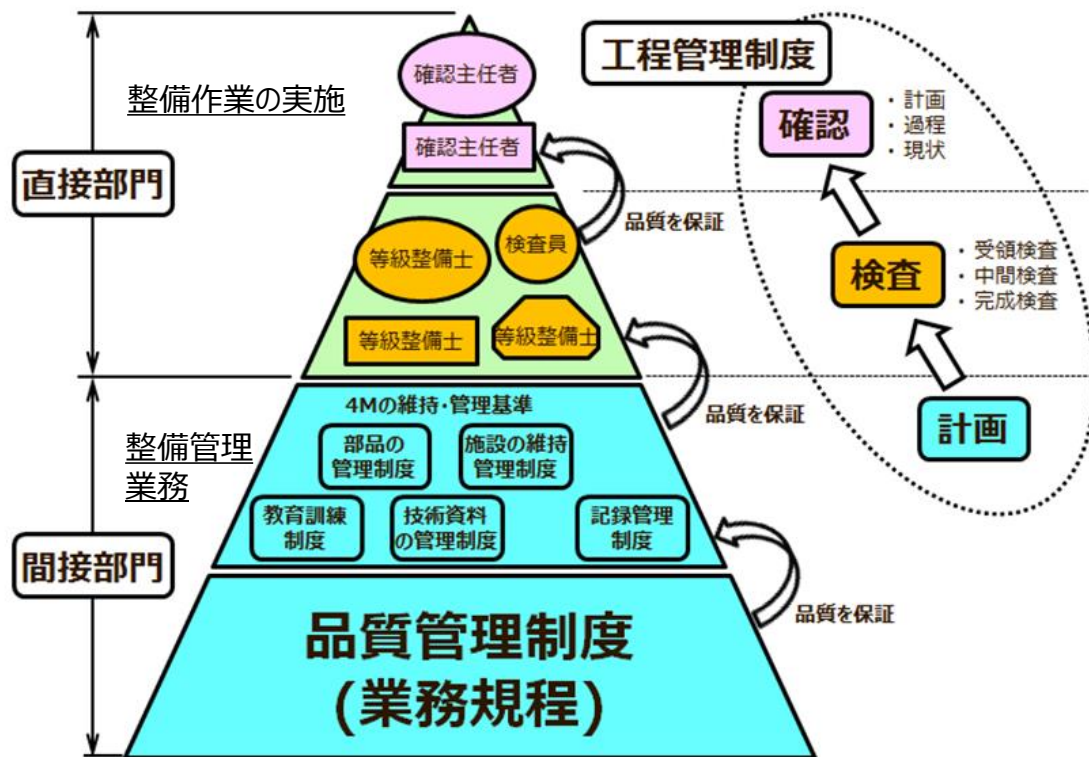 工程管理制度
確認主任者
整備作業の実施
確認
・計画
・過程
・現状
確認主任者
直接部門
品質を保証
検査員
等級整備士
検査
・受領検査
・中間検査
・完成検査
等級整備士
等級整備士
4Mの維持・管理基準
品質を保証
計画
部品の
管理制度
施設の維持
管理制度
整備管理
業務
教育訓練
制度
技術資料
の管理制度
記録管理
制度
間接部門
品質を保証
品質管理制度
(業務規程)